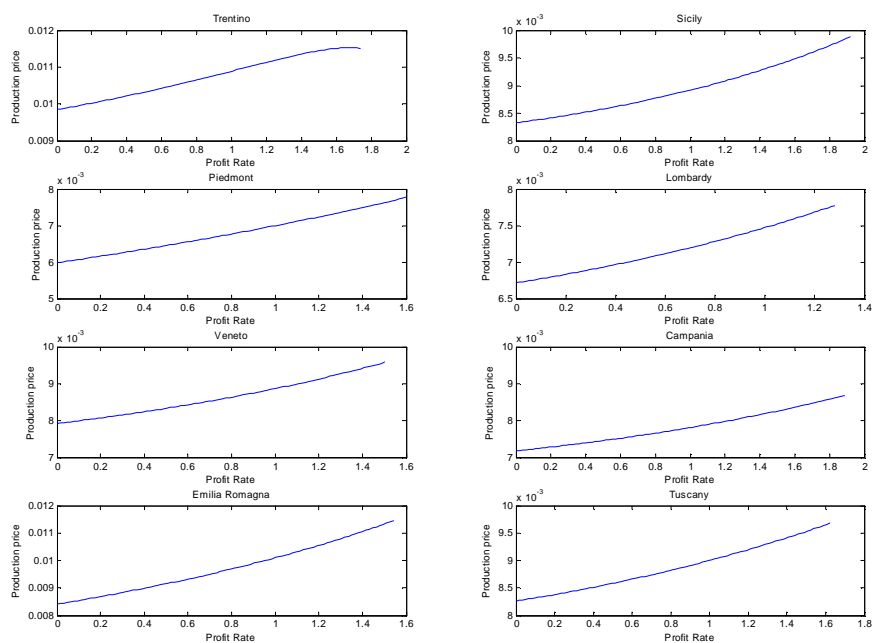 Trentino
0.012
0.011
0.01
0.009
Production price
0 0.2 0.4 0.6 0.8 1 1.2 1.4 1.6 1.8 2
Profit Rate
Sicily
x 10-3
10
9.5
9
8.5
8
Production price
0 0.2 0.4 0.6 0.8 1 1.2 1.4 1.6 1.8 2
Profit Rate
Piedmont
x 10-3
8
7
6
5
Production price
0 0.2 0.4 0.6 0.8 1 1.2 1.4 1.6
Profit Rate
Lombardy
x 10-3
8
7.5
7
6.5
Production price
0 0.2 0.4 0.6 0.8 1 1.2 1.4
Profit Rate
Veneto
x 10-3
10
9
8
7
Production price
0 0.2 0.4 0.6 0.8 1 1.2 1.4 1.6
Profit Rate
Campania
x 10-3
10
9
8
7
Production price
0 0.2 0.4 0.6 0.8 1 1.2 1.4 1.6 1.8 2
Profit Rate
Emilia Romagna
0.012
0.011
0.01
0.009
0.008
Production price
0 0.2 0.4 0.6 0.8 1 1.2 1.4 1.6
Profit Rate
Tuscany
x 10-3
10
9.5
9
8.5
8
Production price
0 0.2 0.4 0.6 0.8 1 1.2 1.4 1.6 1.8
Profit Rate